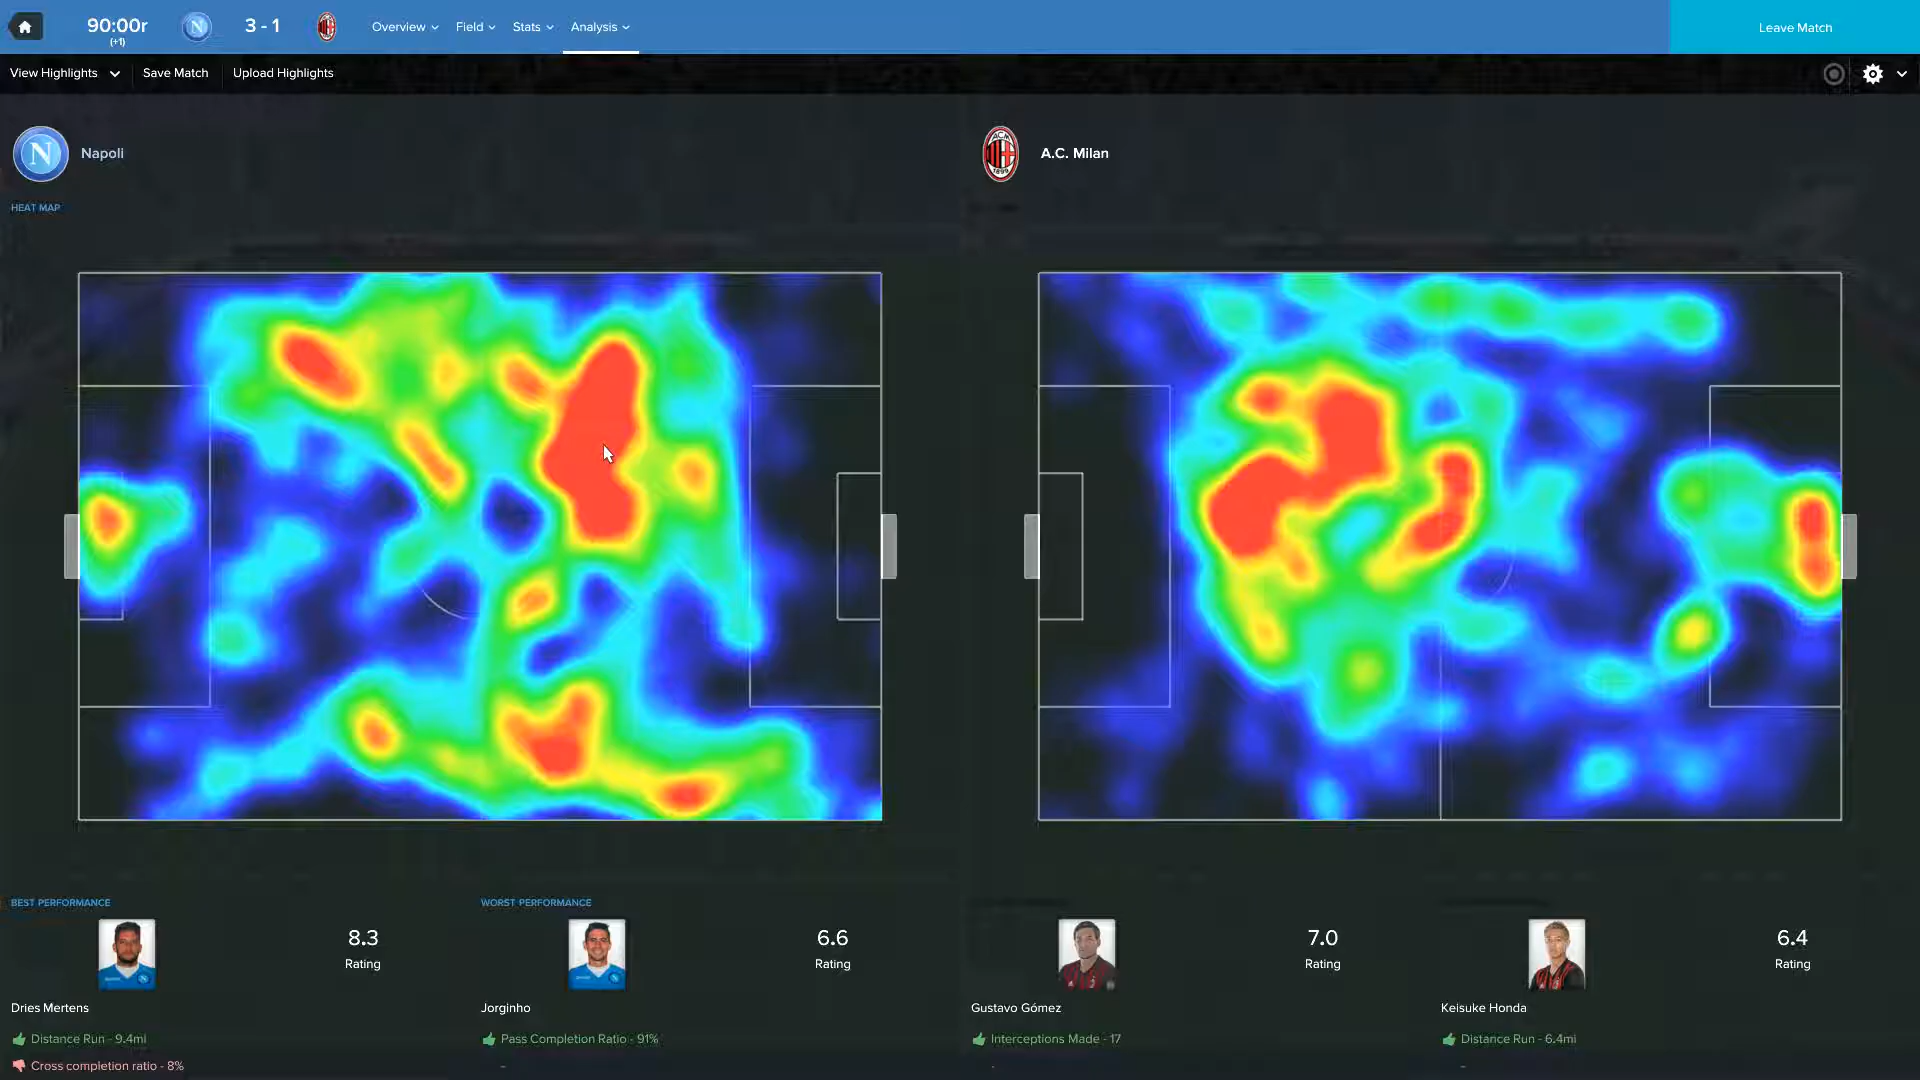 90:00r
(+1)
3 - 1
Overview
Field
Stats
Analysis
Leave Match
View Highlights
Save Match
Upload Highlights
N
Napoli
ACM
1899
A.C. Milan
HEAT MAP
BEST PERFORMANCE
8.3
Rating
Dries Mertens
Distance Run - 9.4mi
Cross completion ratio - 8%
WORST PERFORMANCE
6.6
Rating
Jorginho
Pass Completion Ratio - 91%
-
7.0
Rating
Gustavo Gómez
Interceptions Made - 17
-
6.4
Rating
Keisuke Honda
Distance Run - 6.4mi
-